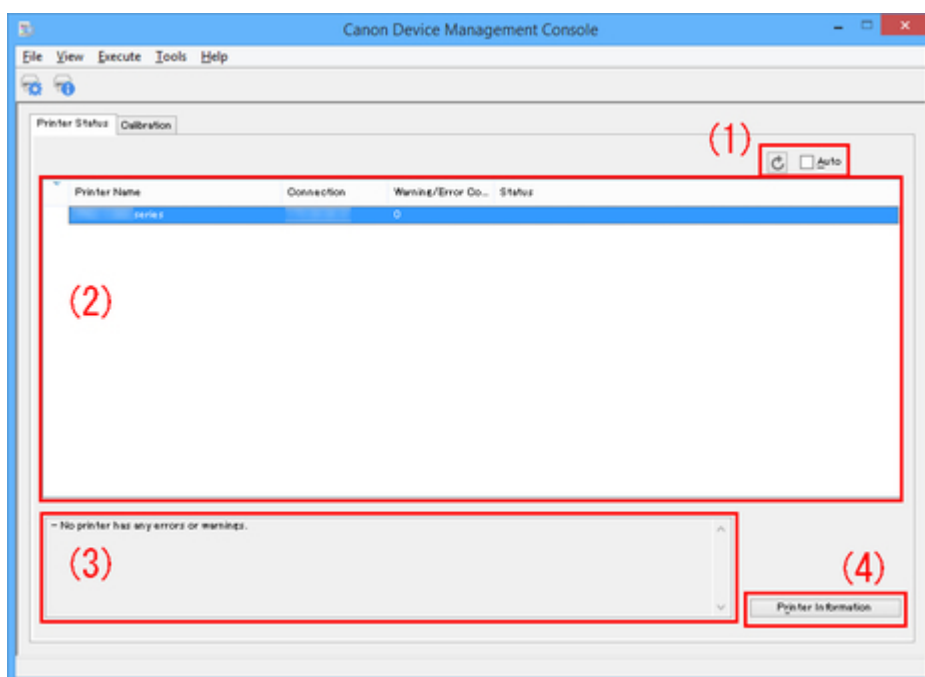 Canon Device Management Console
File View Execute Tools Help
Printer Status Calibration
(1)
Auto
Printer Name Connection Warning/Error Co... Status
series 0
(2)
- No printer has any errors or warnings.
(3)
(4)
Printer Information